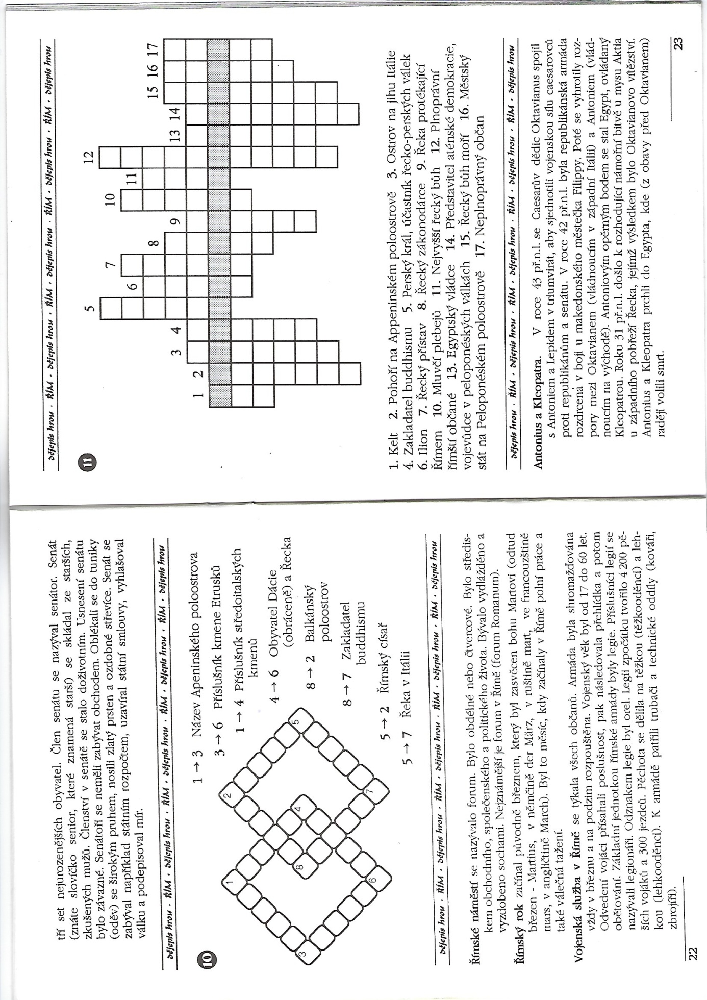 tří set nejurozenějších obyvatel. Člen senátu se nazýval senátor. Senát
(znáte slovíčko senior, které znamená starší) se skládal ze starších,
zkušených mužů. Členství v senátě se stalo doživotním. Usnesení senátu
bylo závazné. Senátoři se neměli zabývat obchodem. Oblékali se do tuniky
(oděv) se širokým pruhem, nosili zlatý prsten a ozdobné střevíce. Senát se
zabýval například státním rozpočtem, uzavíral státní smlouvy, vyhlašoval
válku a podepisoval mír.
dějepis hrou · ŘÍM · dějepis hrou · ŘÍM · dějepis hrou · ŘÍM · dějepis hrou · ŘÍM · dějepis hrou
10
1 → 3 Název Apeninského poloostrova
3 → 6 Příslušník kmene Etrusků
1 → 4 Příslušník středoitalských
kmenů
4 → 6 Obyvatel Dácie
(obráceně) a Řecka
8 → 2 Balkánský
poloostrov
8 → 7 Zakladatel
buddhismu
5 → 2 Římský císař
5 → 7 Řeka v Itálii
1
2
3
4
5
6
7
8
dějepis hrou · ŘÍM · dějepis hrou · ŘÍM · dějepis hrou · ŘÍM · dějepis hrou · ŘÍM · dějepis hrou
Římské náměstí se nazývalo forum. Bylo obdélné nebo čtvercové. Bylo středis-
kem obchodního, společenského a politického života. Bývalo vydlážděno a
vyzdobeno sochami. Nejznámější je forum v Římě (forum Romanum).
Římský rok začínal původně březnem, který byl zasvěcen bohu Martovi (odtud
březen - Martius, v němčině der März, v ruštině mart, ve francouzštině
mars, v angličtině March). Byl to měsíc, kdy začínaly v Římě polní práce a
také válečná tažení.
Vojenská služba v Římě se týkala všech občanů. Armáda byla shromažďována
vždy v březnu a na podzim rozpouštěna. Vojenský věk byl od 17 do 60 let.
Odvedení vojáci přísahali poslušnost, pak následovala přehlídka a potom
obětování. Základní jednotkou římské armády byly legie. Příslušníci legií se
nazývali legionáři. Odznakem legie byl orel. Legii zpočátku tvořilo 4 200 pě-
ších vojáků a 300 jezdců. Pěchota se dělila na těžkou (těžkooděnci) a leh-
kou (lehkooděnci). K armádě patřili trubači a technické oddíly (kováři,
zbrojíři).
22
dějepis hrou · ŘÍM · dějepis hrou · ŘÍM · dějepis hrou · ŘÍM · dějepis hrou · ŘÍM · dějepis hrou
11
1 2 3 4 5 6 7 8 9 10 11 12 13 14 15 16 17
1. Kelt 2. Pohoří na Appeninském poloostrově 3. Ostrov na jihu Itálie
4. Zakladatel buddhismu 5. Perský král, účastník řecko-perských válek
6. Ilion 7. Řecký přístav 8. Řecký zákonodárce 9. Řeka protékající
Římem 10. Mluvčí plebejů 11. Nejvyšší řecký bůh 12. Plnoprávní
římští občané 13. Egyptský vládce 14. Představitel aténské demokracie,
vojevůdce v peloponéských válkách 15. Řecký bůh moří 16. Městský
stát na Peloponéském poloostrově 17. Neplnoprávný občan
dějepis hrou · ŘÍM · dějepis hrou · ŘÍM · dějepis hrou · ŘÍM · dějepis hrou · ŘÍM · dějepis hrou
Antonius a Kleopatra. V roce 43 př.n.l. se Caesarův dědic Oktavianus spojil
s Antoniem a Lepidem v triumvirát, aby sjednotili vojenskou sílu caesarovců
proti republikánům a senátu. V roce 42 př.n.l. byla republikánská armáda
rozdrcena v boji u makedonského městečka Filippy. Poté se vyhrotily roz-
pory mezi Oktavianem (vládnoucím v západní Itálii) a Antoniem (vlád-
noucím na východě). Antoniovým opěrným bodem se stal Egypt, ovládaný
Kleopatrou. Roku 31 př.n.l. došlo k rozhodující námořní bitvě u mysu Aktia
u západního pobřeží Řecka, jejímž výsledkem bylo Oktavianovo vítězství.
Antonius a Kleopatra prchli do Egypta, kde (z obavy před Oktavianem)
raději volili smrt.
23